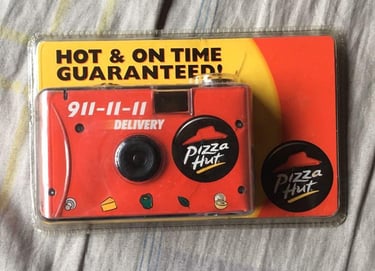 HOT & ON TIME
GUARANTEED!
911-11-11
DELIVERY
Pizza
Hut
Pizza
Hut